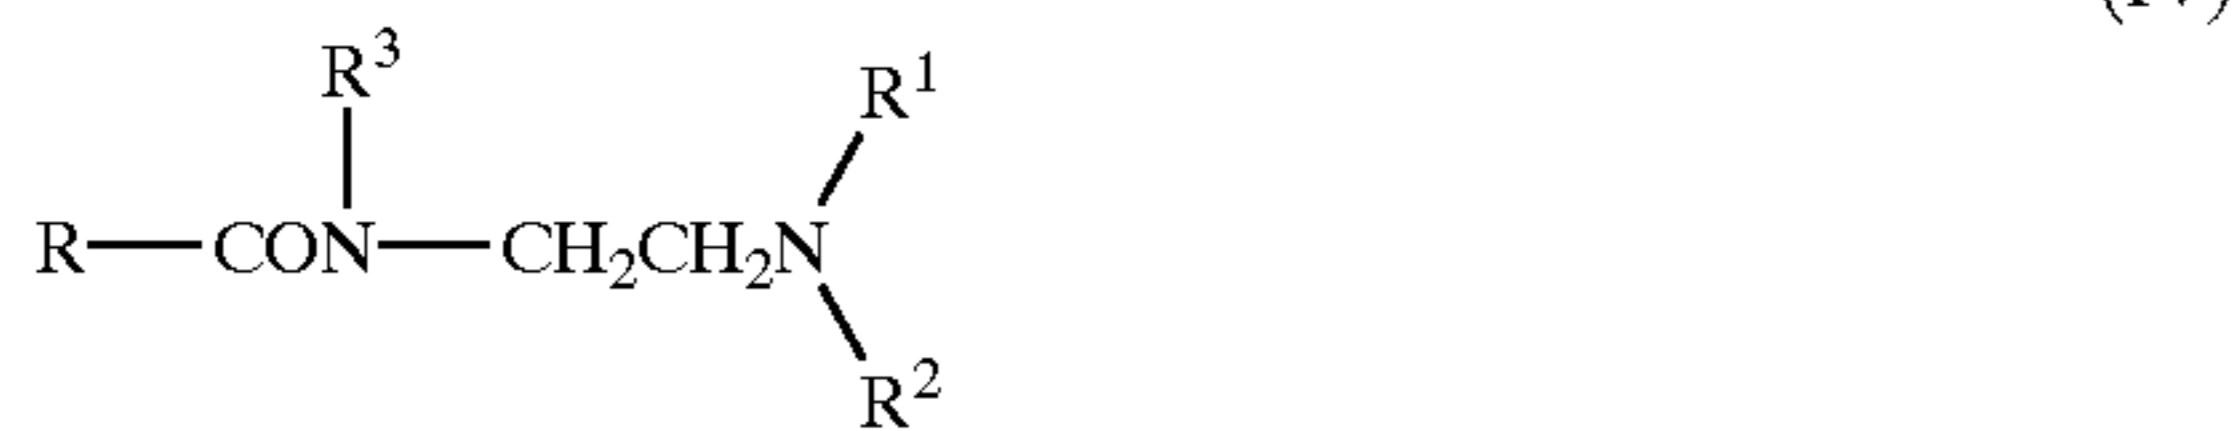 R³
R¹
R—CON—CH₂CH₂N
R²